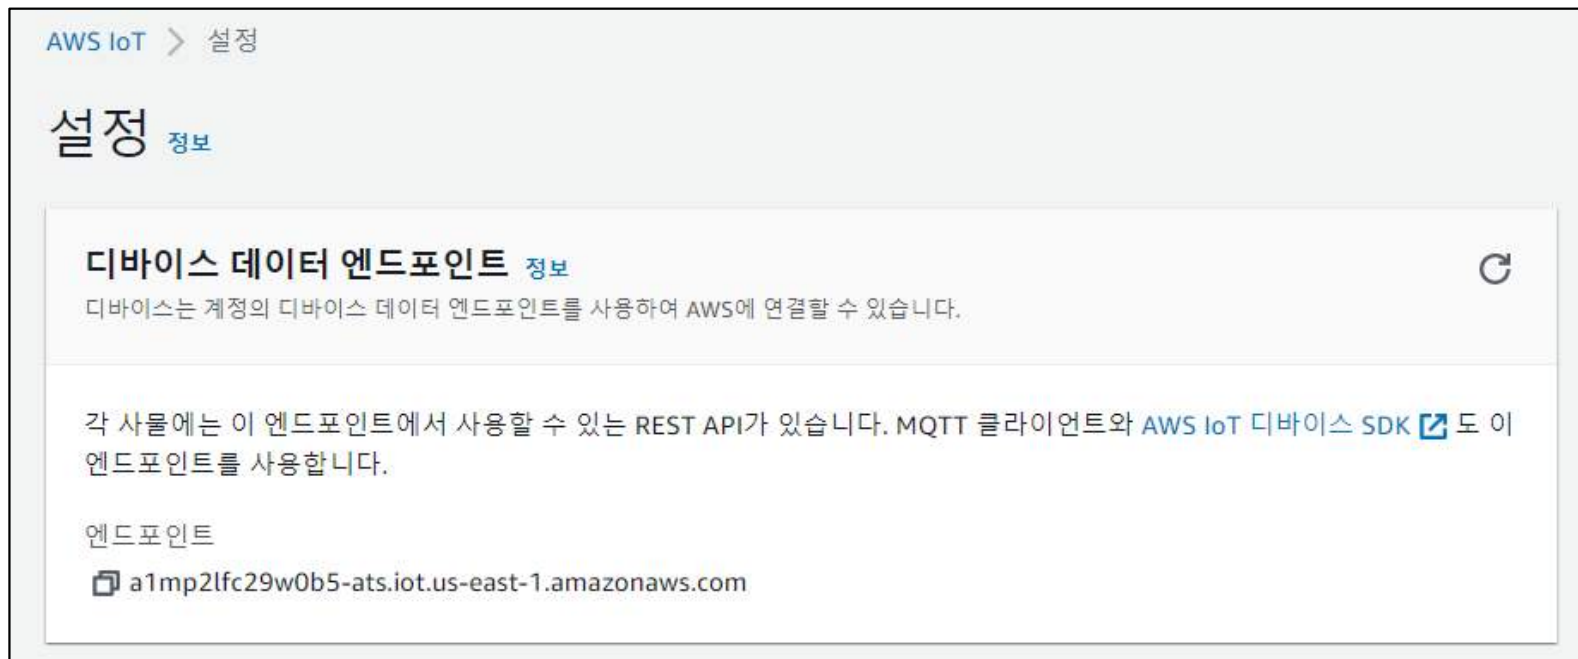 AWS IoT > 설정
설정 정보
디바이스 데이터 엔드포인트 정보
디바이스는 계정의 디바이스 데이터 엔드포인트를 사용하여 AWS에 연결할 수 있습니다.
각 사물에는 이 엔드포인트에서 사용할 수 있는 REST API가 있습니다. MQTT 클라이언트와 AWS IoT 디바이스 SDK 도 이
엔드포인트를 사용합니다.
엔드포인트
a1mp2lfc29w0b5-ats.iot.us-east-1.amazonaws.com